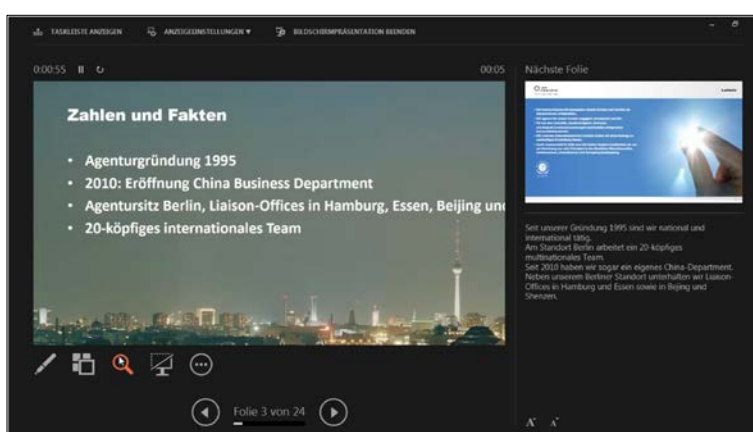 TASKLEISTE ANZEIGEN ANZEIGEEINSTELLUNGEN ▼ BILDSCHIRMPRÄSENTATION BEENDEN
0:00:55 00:05 Nächste Folie
Zahlen und Fakten
• Agenturgründung 1995
• 2010: Eröffnung China Business Department
• Agentursitz Berlin, Liaison-Offices in Hamburg, Essen, Beijing und
• 20-köpfiges internationales Team
Seit unserer Gründung 1995 sind wir national und
international tätig.
Am Standort Berlin arbeitet ein 20-köpfiges
multinationales Team.
Seit 2010 haben wir sogar ein eigenes China-Department.
Neben unserem Berliner Standort unterhalten wir Liaison-
Offices in Hamburg und Essen sowie in Bejing und
Shenzen.
Folie 3 von 24
A A